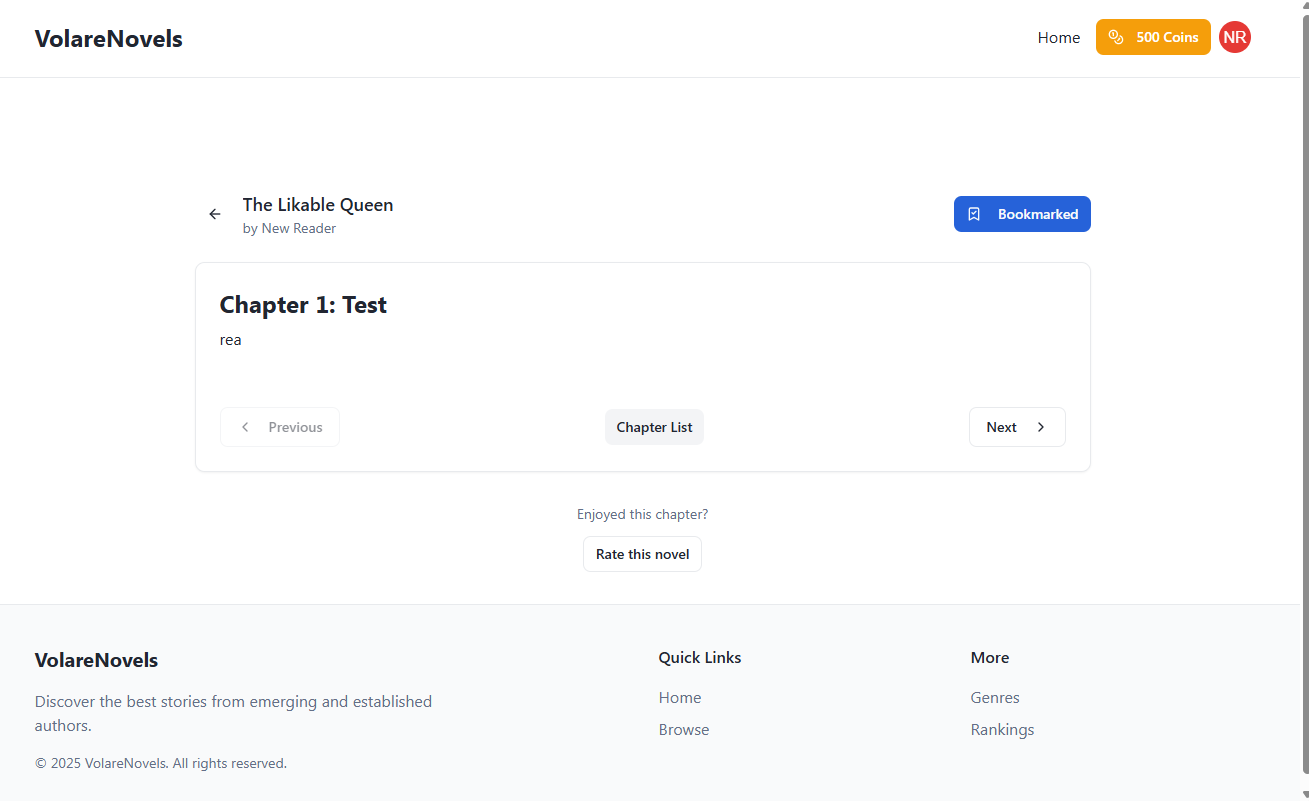 VolareNovels
Home
500 Coins
NR
The Likable Queen
by New Reader
Bookmarked
Chapter 1: Test
rea
Previous
Chapter List
Next
Enjoyed this chapter?
Rate this novel
VolareNovels
Discover the best stories from emerging and established
authors.
© 2025 VolareNovels. All rights reserved.
Quick Links
Home
Browse
More
Genres
Rankings